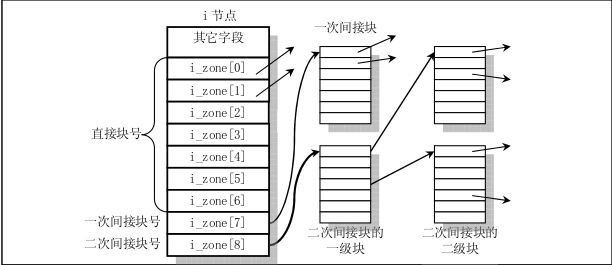 i 节点
其它字段
i_zone[0]
i_zone[1]
i_zone[2]
i_zone[3]
i_zone[4]
i_zone[5]
i_zone[6]
i_zone[7]
i_zone[8]
直接块号
一次间接块号
二次间接块号
一次间接块
二次间接块的
一级块
二次间接块的
二级块